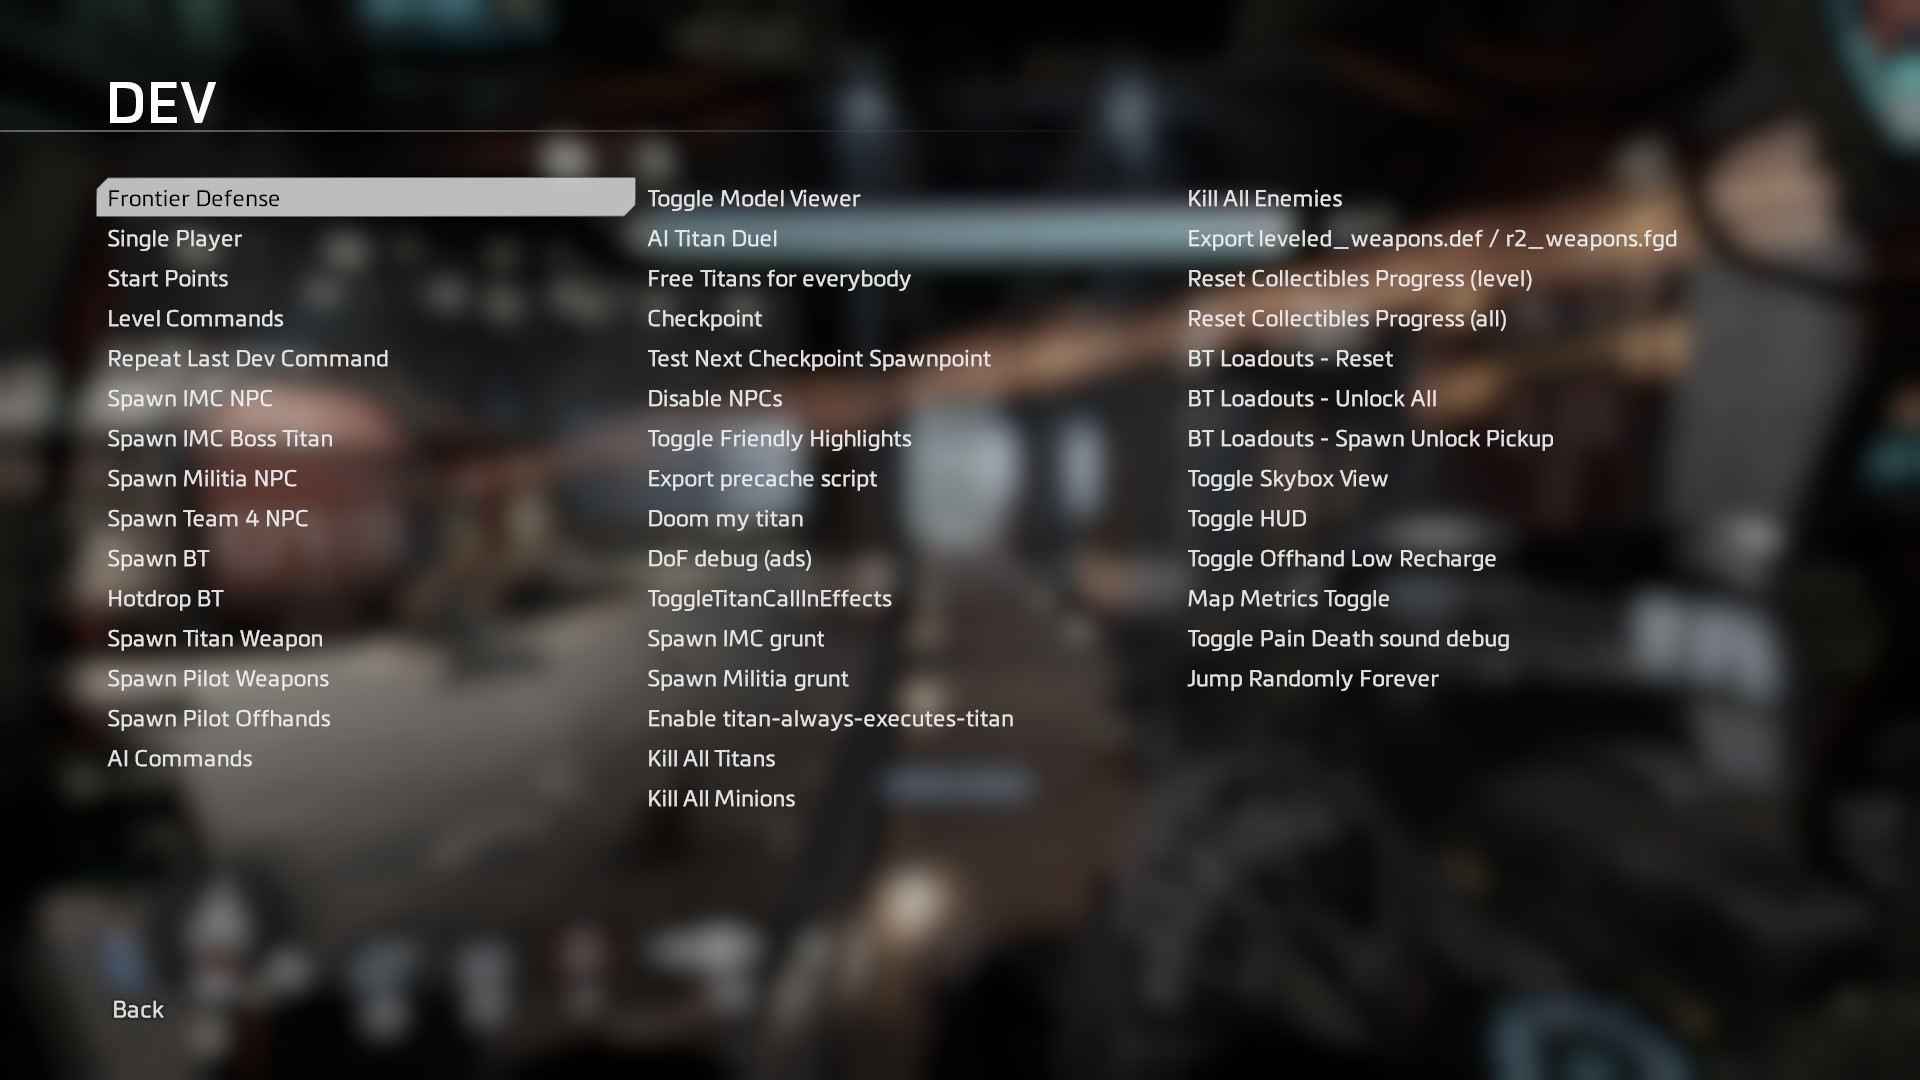 DEV
Frontier Defense
Single Player
Start Points
Level Commands
Repeat Last Dev Command
Spawn IMC NPC
Spawn IMC Boss Titan
Spawn Militia NPC
Spawn Team 4 NPC
Spawn BT
Hotdrop BT
Spawn Titan Weapon
Spawn Pilot Weapons
Spawn Pilot Offhands
AI Commands
Toggle Model Viewer
AI Titan Duel
Free Titans for everybody
Checkpoint
Test Next Checkpoint Spawnpoint
Disable NPCs
Toggle Friendly Highlights
Export precache script
Doom my titan
DoF debug (ads)
ToggleTitanCallInEffects
Spawn IMC grunt
Spawn Militia grunt
Enable titan-always-executes-titan
Kill All Titans
Kill All Minions
Kill All Enemies
Export leveled_weapons.def / r2_weapons.fgd
Reset Collectibles Progress (level)
Reset Collectibles Progress (all)
BT Loadouts - Reset
BT Loadouts - Unlock All
BT Loadouts - Spawn Unlock Pickup
Toggle Skybox View
Toggle HUD
Toggle Offhand Low Recharge
Map Metrics Toggle
Toggle Pain Death sound debug
Jump Randomly Forever
Back